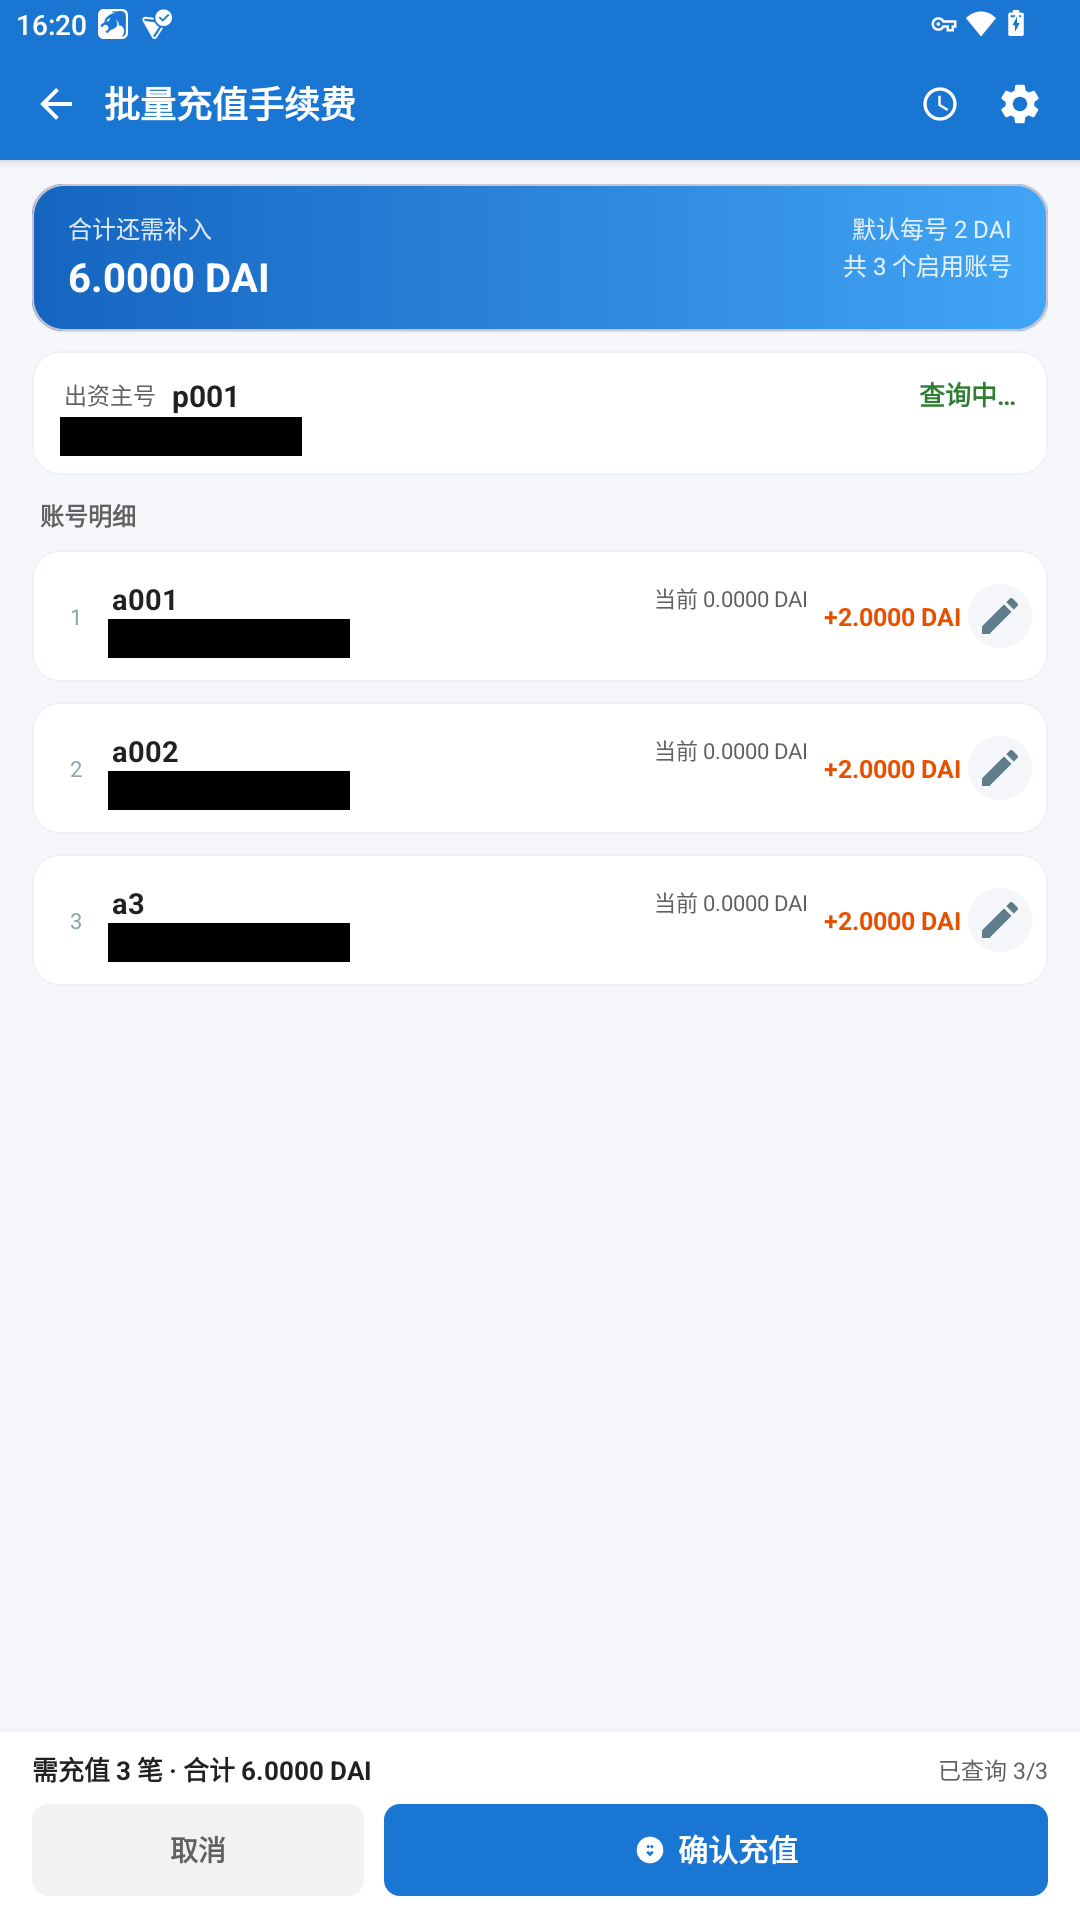 16:20
批量充值手续费
合计还需补入
6.0000 DAI
默认每号 2 DAI
共 3 个启用账号
出资主号 p001
查询中...
账号明细
1
a001
当前 0.0000 DAI
+2.0000 DAI
2
a002
当前 0.0000 DAI
+2.0000 DAI
3
a3
当前 0.0000 DAI
+2.0000 DAI
需充值 3 笔 · 合计 6.0000 DAI
已查询 3/3
取消
确认充值